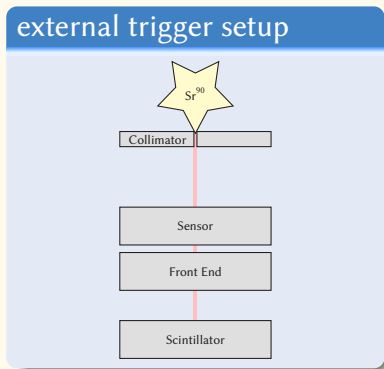 external trigger setup
Sr⁹⁰
Collimator
Sensor
Front End
Scintillator